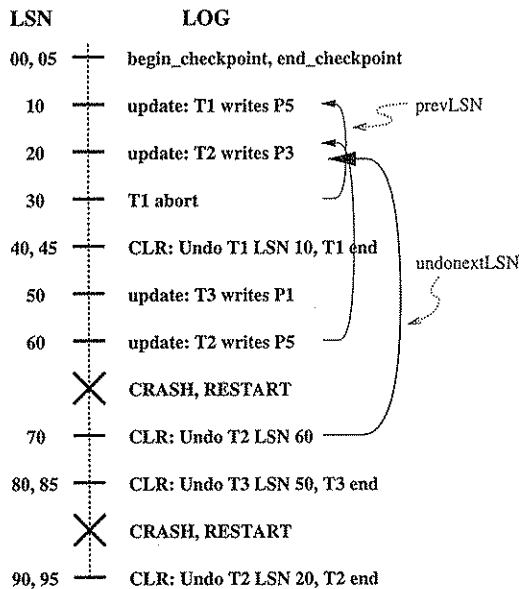 LSN LOG
00, 05 begin_checkpoint, end_checkpoint
10 update: T1 writes P5 prevLSN
20 update: T2 writes P3
30 T1 abort
40, 45 CLR: Undo T1 LSN 10, T1 end
undonextLSN
50 update: T3 writes P1
60 update: T2 writes P5
CRASH, RESTART
70 CLR: Undo T2 LSN 60
80, 85 CLR: Undo T3 LSN 50, T3 end
CRASH, RESTART
90, 95 CLR: Undo T2 LSN 20, T2 end